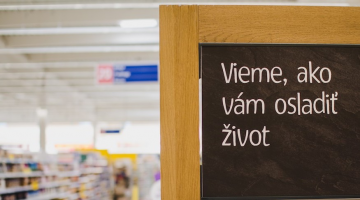 Vieme, ako
vám osladiť
život